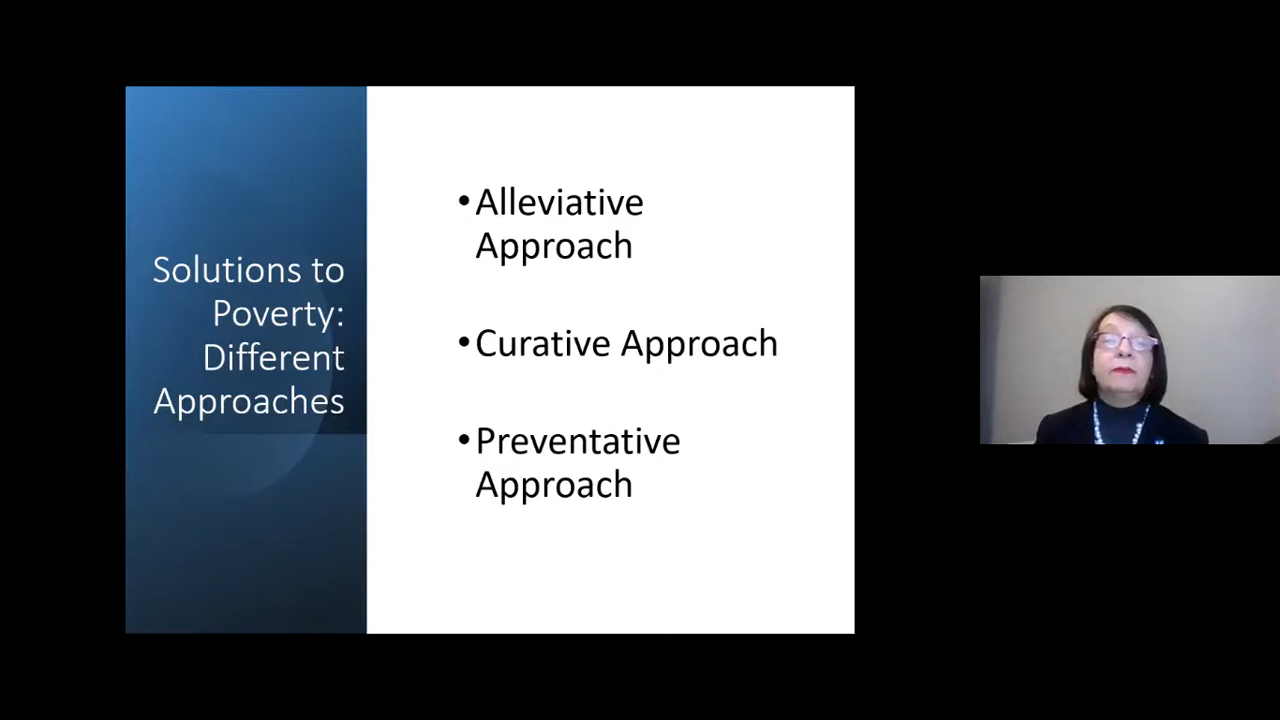 Solutions to
Poverty:
Different
Approaches
•Alleviative
Approach
•Curative Approach
•Preventative
Approach